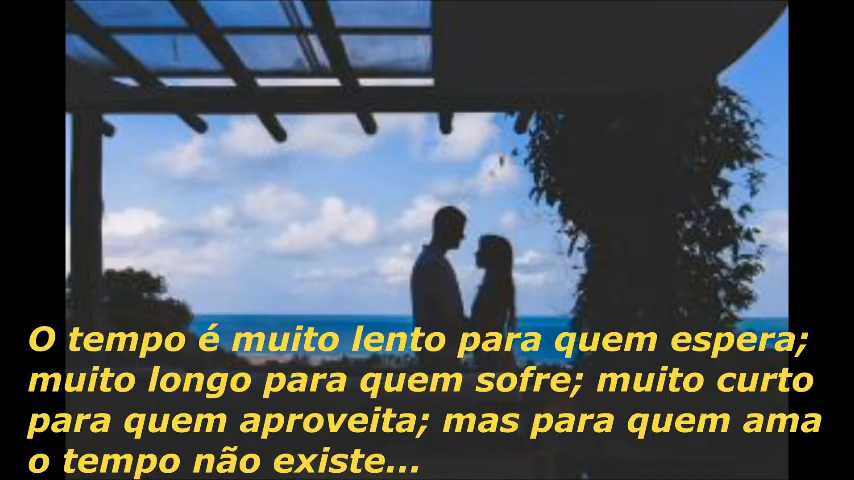 O tempo é muito lento para quem espera;
muito longo para quem sofre; muito curto
para quem aproveita; mas para quem ama
o tempo não existe...